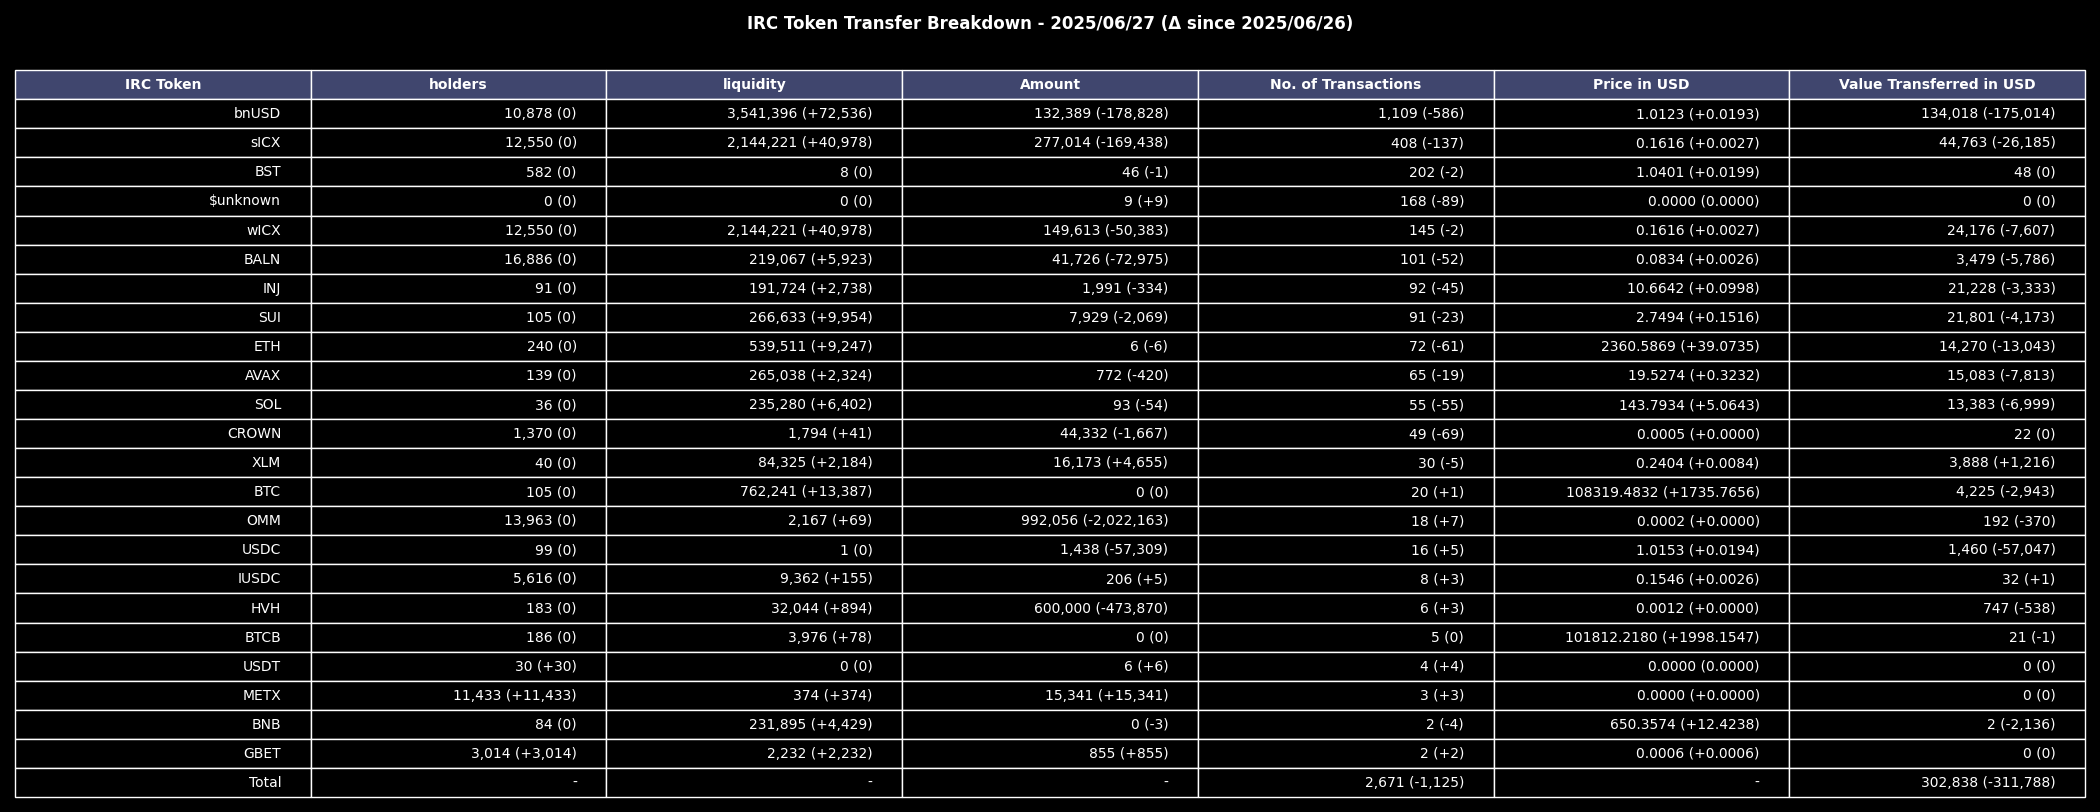 IRC Token Transfer Breakdown - 2025/06/27 (Δ since 2025/06/26)
IRC Token holders liquidity Amount No. of Transactions Price in USD Value Transferred in USD
bnUSD 10,878 (0) 3,541,396 (+72,536) 132,389 (-178,828) 1,109 (-586) 1.0123 (+0.0193) 134,018 (-175,014)
sICX 12,550 (0) 2,144,221 (+40,978) 277,014 (-169,438) 408 (-137) 0.1616 (+0.0027) 44,763 (-26,185)
BST 582 (0) 8 (0) 46 (-1) 202 (-2) 1.0401 (+0.0199) 48 (0)
$unknown 0 (0) 0 (0) 9 (+9) 168 (-89) 0.0000 (0.0000) 0 (0)
wICX 12,550 (0) 2,144,221 (+40,978) 149,613 (-50,383) 145 (-2) 0.1616 (+0.0027) 24,176 (-7,607)
BALN 16,886 (0) 219,067 (+5,923) 41,726 (-72,975) 101 (-52) 0.0834 (+0.0026) 3,479 (-5,786)
INJ 91 (0) 191,724 (+2,738) 1,991 (-334) 92 (-45) 10.6642 (+0.0998) 21,228 (-3,333)
SUI 105 (0) 266,633 (+9,954) 7,929 (-2,069) 91 (-23) 2.7494 (+0.1516) 21,801 (-4,173)
ETH 240 (0) 539,511 (+9,247) 6 (-6) 72 (-61) 2360.5869 (+39.0735) 14,270 (-13,043)
AVAX 139 (0) 265,038 (+2,324) 772 (-420) 65 (-19) 19.5274 (+0.3232) 15,083 (-7,813)
SOL 36 (0) 235,280 (+6,402) 93 (-54) 55 (-55) 143.7934 (+5.0643) 13,383 (-6,999)
CROWN 1,370 (0) 1,794 (+41) 44,332 (-1,667) 49 (-69) 0.0005 (+0.0000) 22 (0)
XLM 40 (0) 84,325 (+2,184) 16,173 (+4,655) 30 (-5) 0.2404 (+0.0084) 3,888 (+1,216)
BTC 105 (0) 762,241 (+13,387) 0 (0) 20 (+1) 108319.4832 (+1735.7656) 4,225 (-2,943)
OMM 13,963 (0) 2,167 (+69) 992,056 (-2,022,163) 18 (+7) 0.0002 (+0.0000) 192 (-370)
USDC 99 (0) 1 (0) 1,438 (-57,309) 16 (+5) 1.0153 (+0.0194) 1,460 (-57,047)
IUSDC 5,616 (0) 9,362 (+155) 206 (+5) 8 (+3) 0.1546 (+0.0026) 32 (+1)
HVH 183 (0) 32,044 (+894) 600,000 (-473,870) 6 (+3) 0.0012 (+0.0000) 747 (-538)
BTCB 186 (0) 3,976 (+78) 0 (0) 5 (0) 101812.2180 (+1998.1547) 21 (-1)
USDT 30 (+30) 0 (0) 6 (+6) 4 (+4) 0.0000 (0.0000) 0 (0)
METX 11,433 (+11,433) 374 (+374) 15,341 (+15,341) 3 (+3) 0.0000 (+0.0000) 0 (0)
BNB 84 (0) 231,895 (+4,429) 0 (-3) 2 (-4) 650.3574 (+12.4238) 2 (-2,136)
GBET 3,014 (+3,014) 2,232 (+2,232) 855 (+855) 2 (+2) 0.0006 (+0.0006) 0 (0)
Total - - - 2,671 (-1,125) - 302,838 (-311,788)